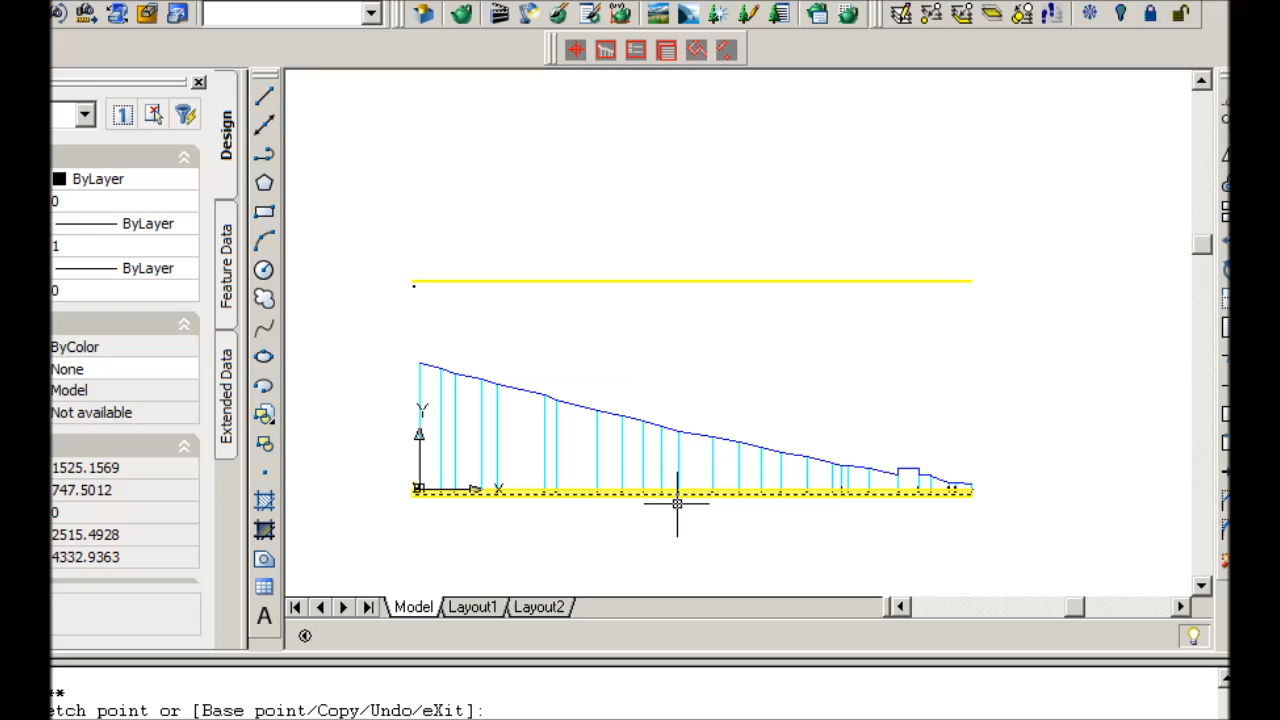 1
Design
Feature Data
Extended Data
ByLayer
0
ByLayer
1
ByLayer
0
ByColor
None
Model
Not available
1525.1569
747.5012
0
2515.4928
4332.9363
A
Y
X
Model Layout1 Layout2
**
etch point or [Base point/Copy/Undo/eXit]: